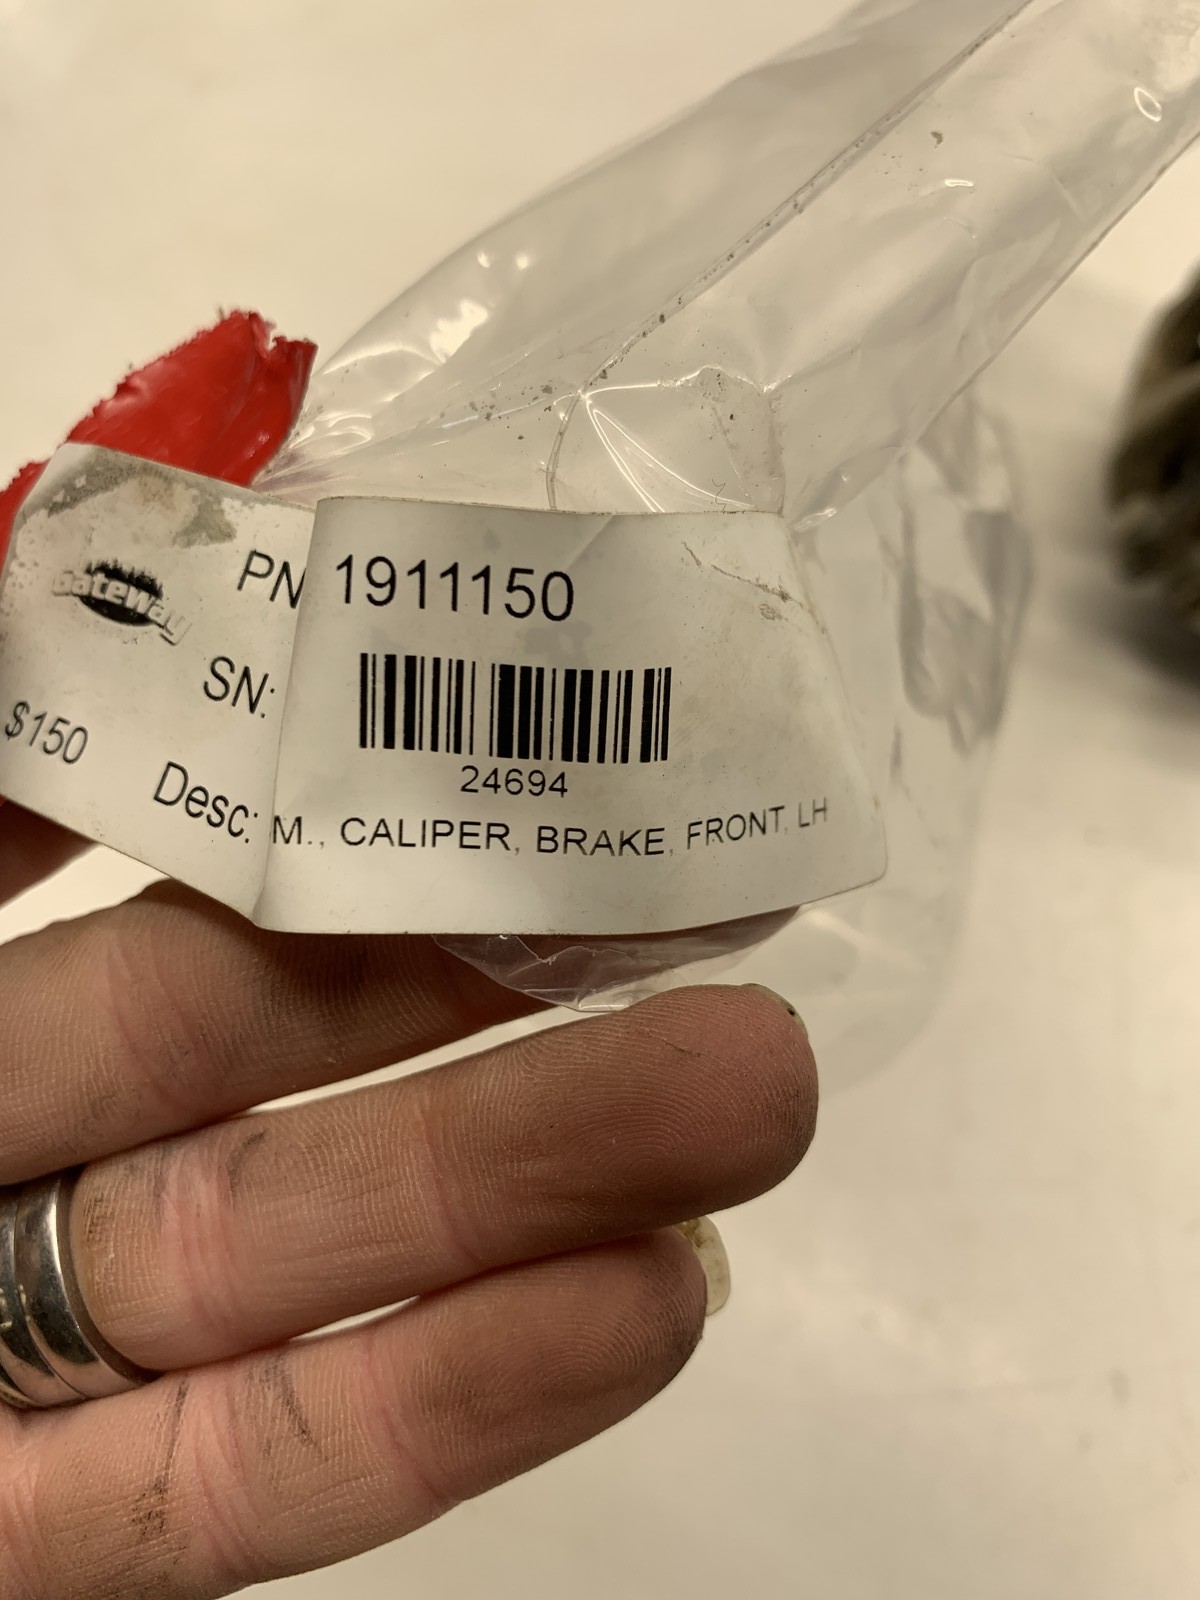 Gateway
PN 1911150
SN:
24694
$150
Desc: M., CALIPER, BRAKE, FRONT, LH